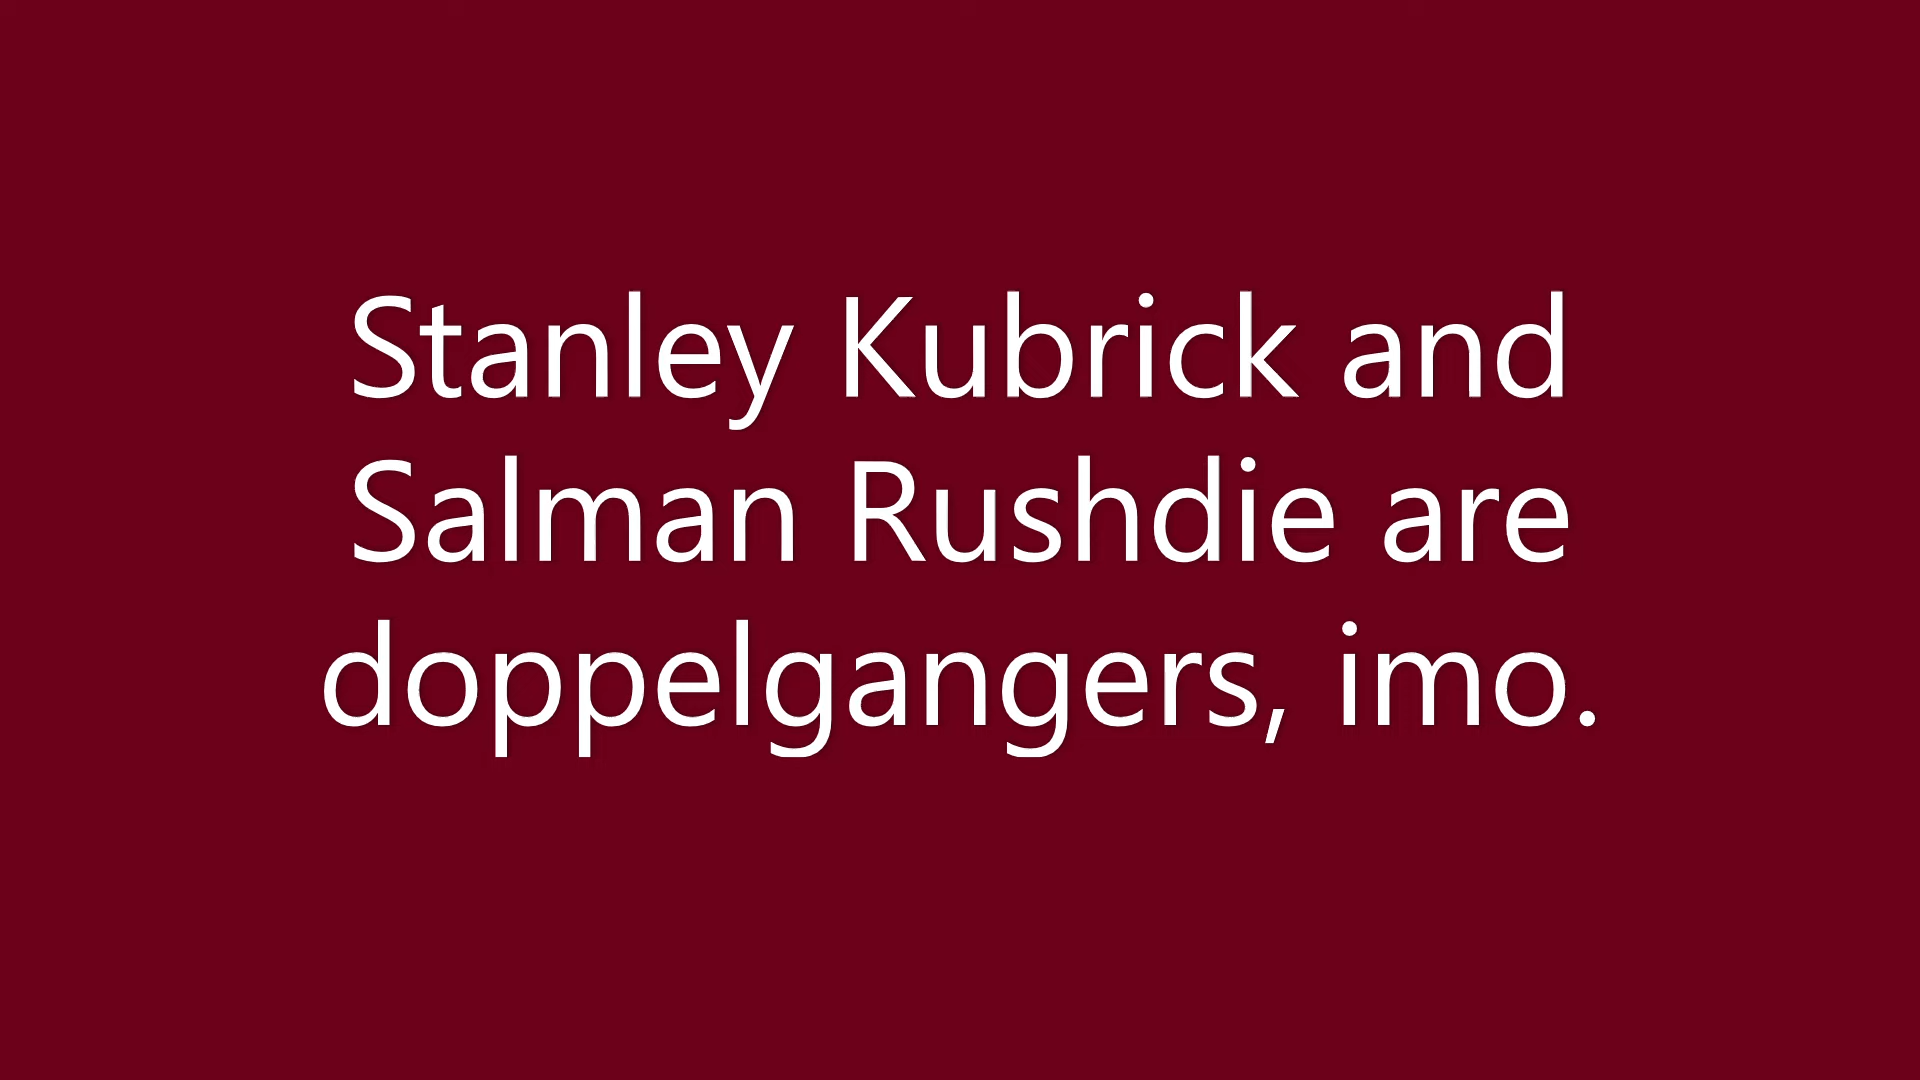 Stanley Kubrick and
Salman Rushdie are
doppelgangers, imo.